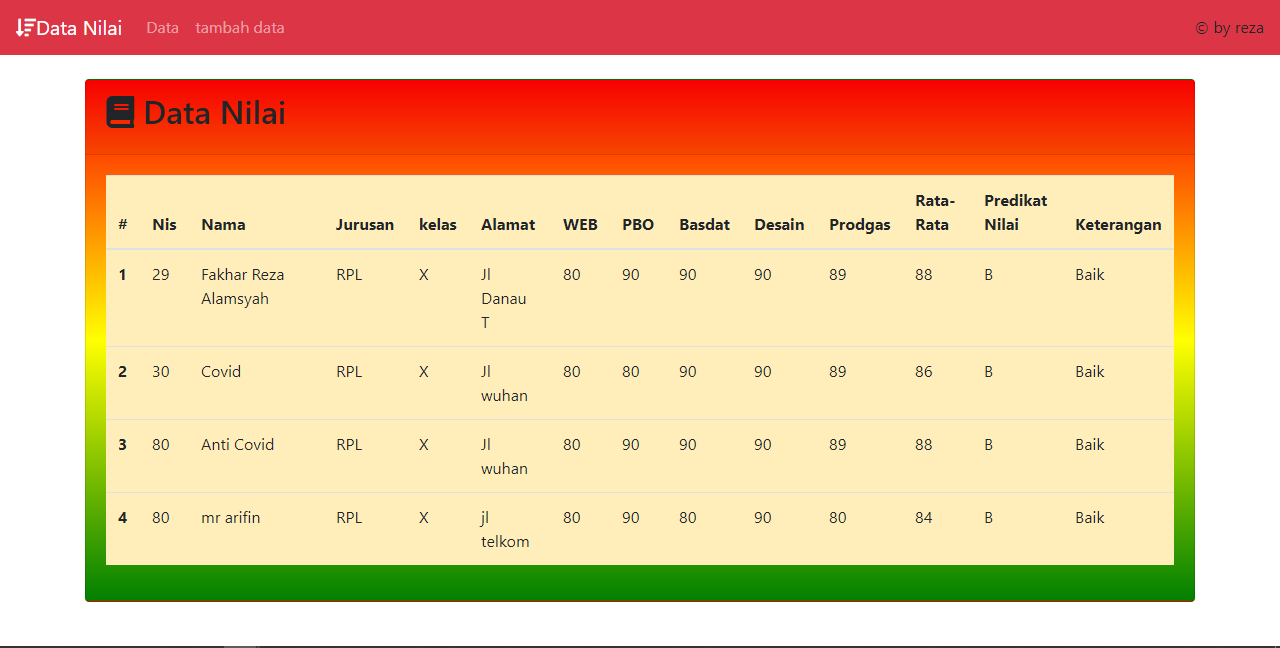 Data Nilai Data tambah data © by reza
Data Nilai
# Nis Nama Jurusan kelas Alamat WEB PBO Basdat Desain Prodgas Rata-Rata Predikat Nilai Keterangan
1 29 Fakhar Reza Alamsyah RPL X Jl Danau T 80 90 90 90 89 88 B Baik
2 30 Covid RPL X Jl wuhan 80 80 90 90 89 86 B Baik
3 80 Anti Covid RPL X Jl wuhan 80 90 90 90 89 88 B Baik
4 80 mr arifin RPL X jl telkom 80 90 80 90 80 84 B Baik